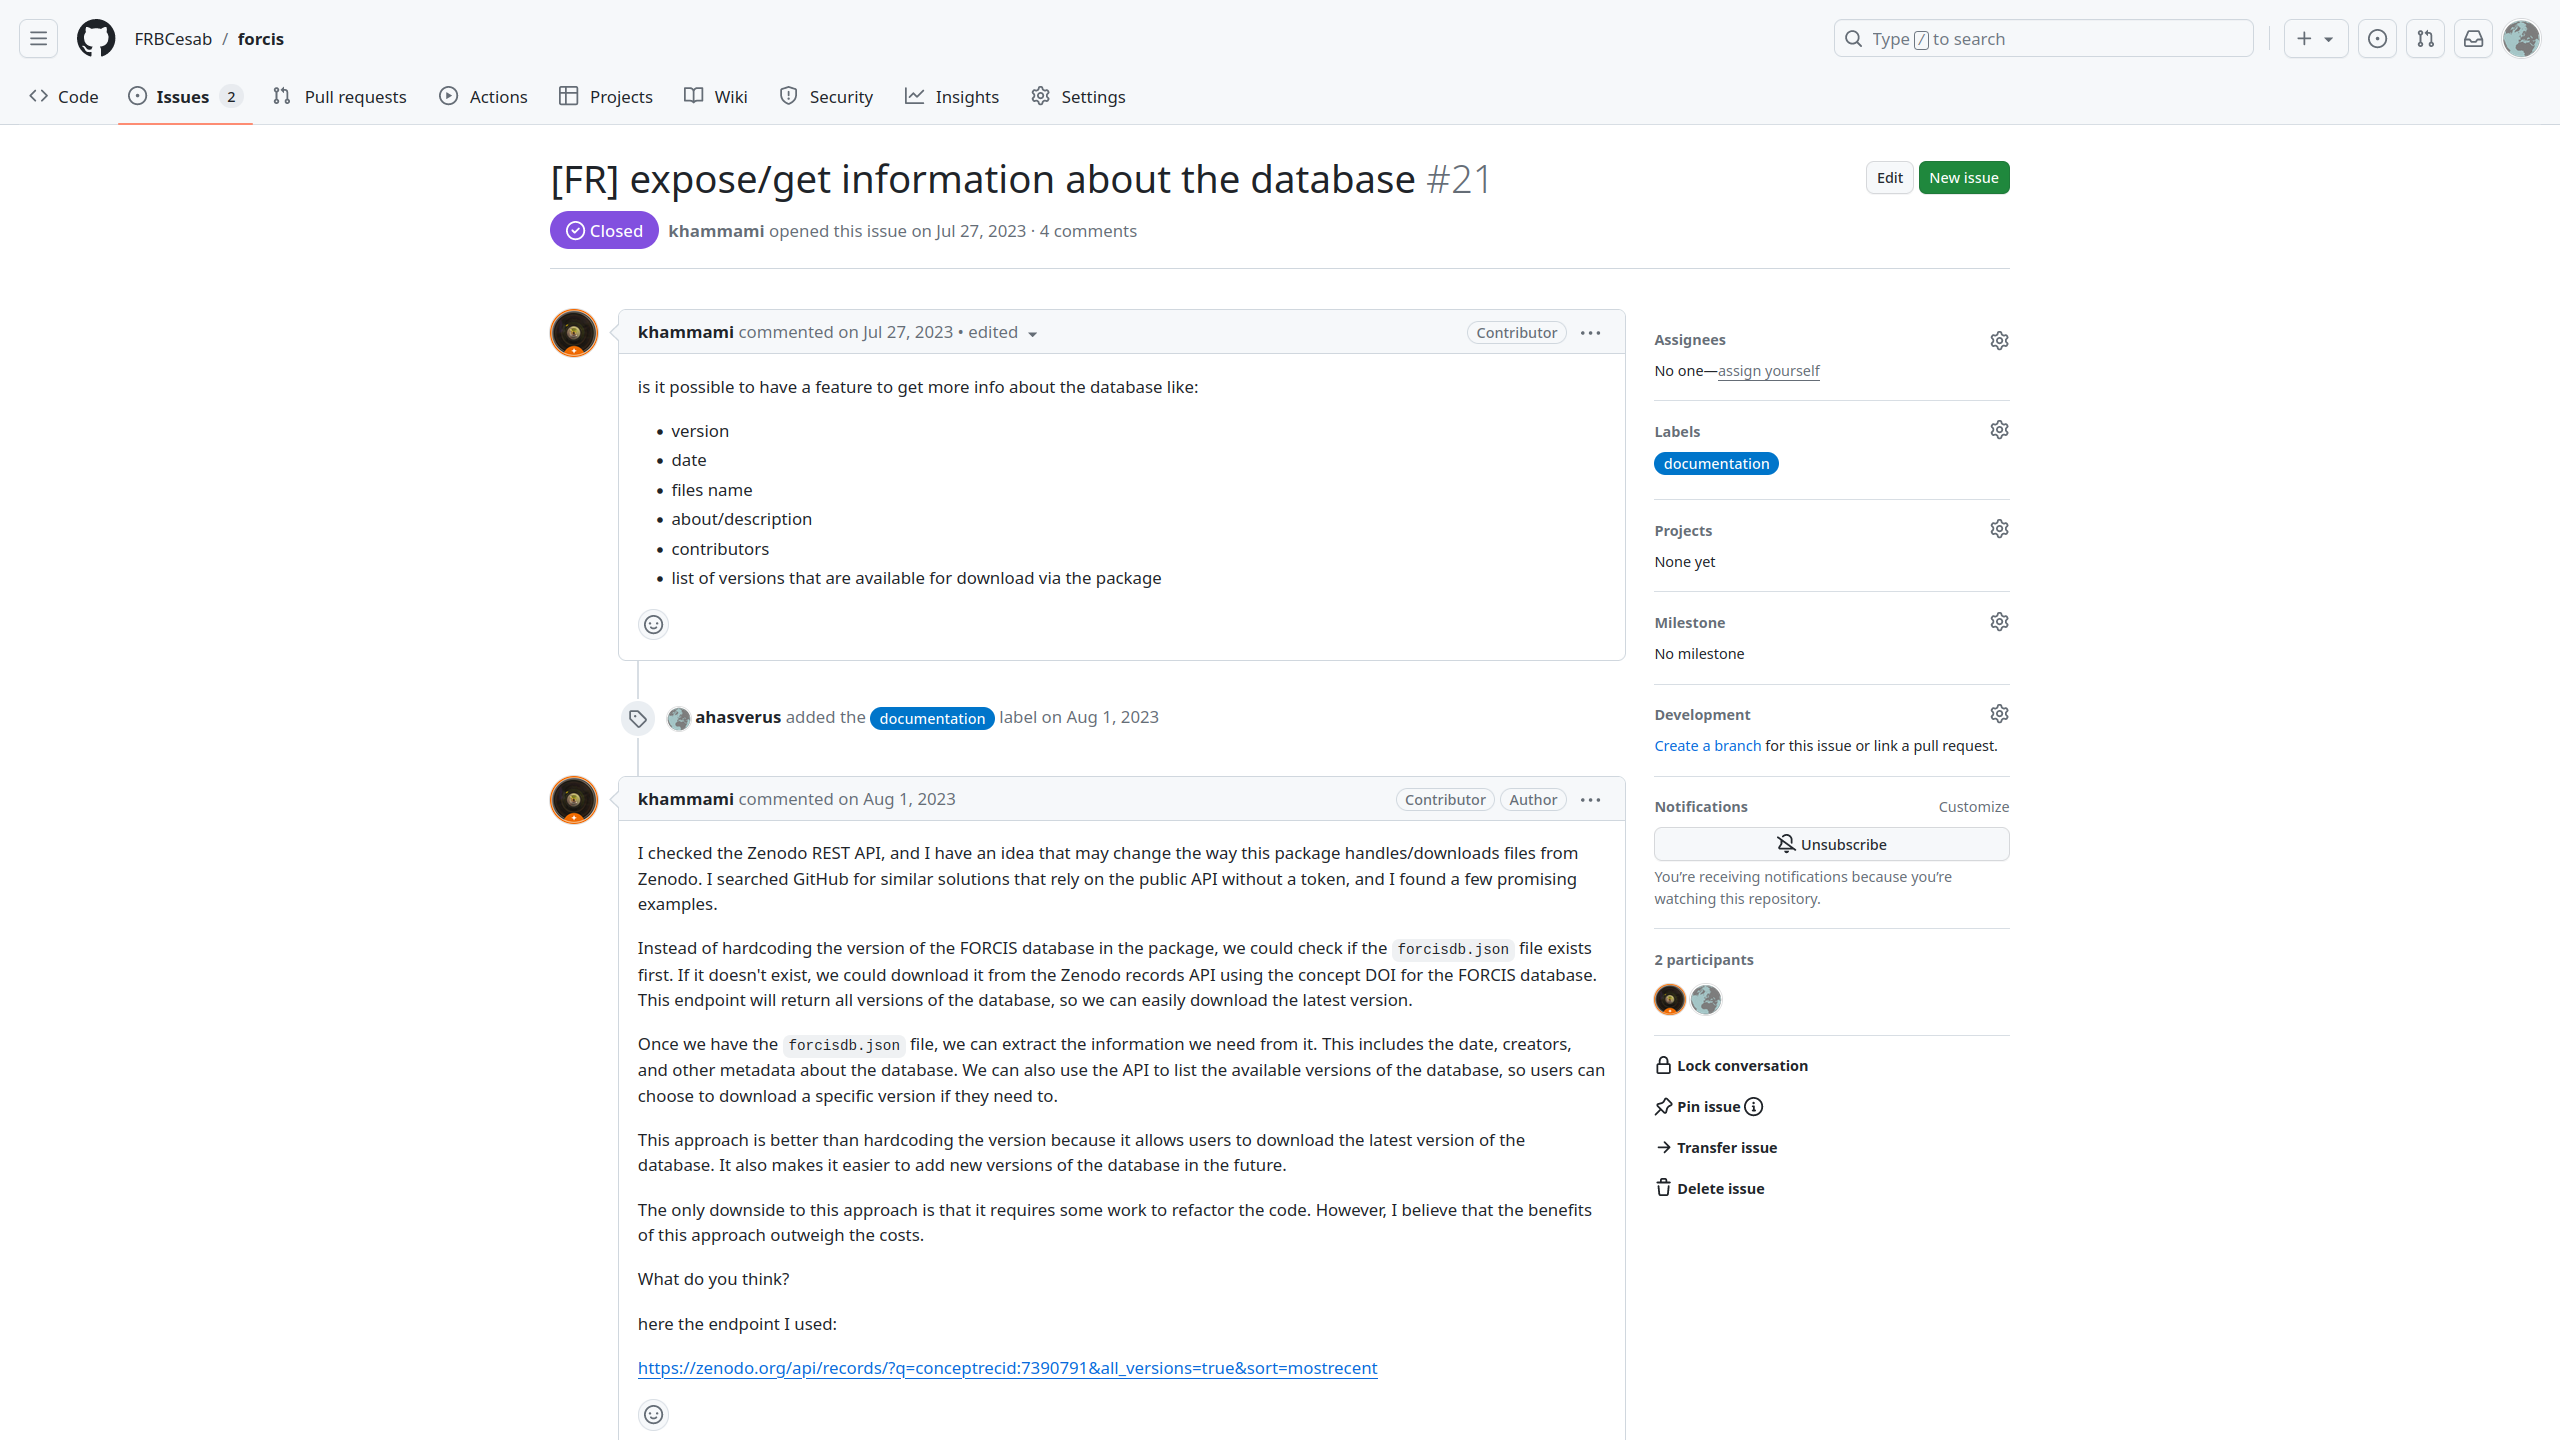 FRBCesab / forcis
Type / to search
Code
Issues 2
Pull requests
Actions
Projects
Wiki
Security
Insights
Settings
[FR] expose/get information about the database #21
Edit
New issue
Closed
khammami opened this issue on Jul 27, 2023 · 4 comments
khammami commented on Jul 27, 2023 • edited
Contributor
is it possible to have a feature to get more info about the database like:
• version
• date
• files name
• about/description
• contributors
• list of versions that are available for download via the package
ahasverus added the documentation label on Aug 1, 2023
khammami commented on Aug 1, 2023
Contributor
Author
I checked the Zenodo REST API, and I have an idea that may change the way this package handles/downloads files from
Zenodo. I searched GitHub for similar solutions that rely on the public API without a token, and I found a few promising
examples.
Instead of hardcoding the version of the FORCIS database in the package, we could check if the forcisdb.json file exists
first. If it doesn't exist, we could download it from the Zenodo records API using the concept DOI for the FORCIS database.
This endpoint will return all versions of the database, so we can easily download the latest version.
Once we have the forcisdb.json file, we can extract the information we need from it. This includes the date, creators,
and other metadata about the database. We can also use the API to list the available versions of the database, so users can
choose to download a specific version if they need to.
This approach is better than hardcoding the version because it allows users to download the latest version of the
database. It also makes it easier to add new versions of the database in the future.
The only downside to this approach is that it requires some work to refactor the code. However, I believe that the benefits
of this approach outweigh the costs.
What do you think?
here the endpoint I used:
https://zenodo.org/api/records/?q=conceptrecid:7390791&all_versions=true&sort=mostrecent
Assignees
No one—assign yourself
Labels
documentation
Projects
None yet
Milestone
No milestone
Development
Create a branch for this issue or link a pull request.
Notifications
Customize
Unsubscribe
You're receiving notifications because you're
watching this repository.
2 participants
Lock conversation
Pin issue
Transfer issue
Delete issue